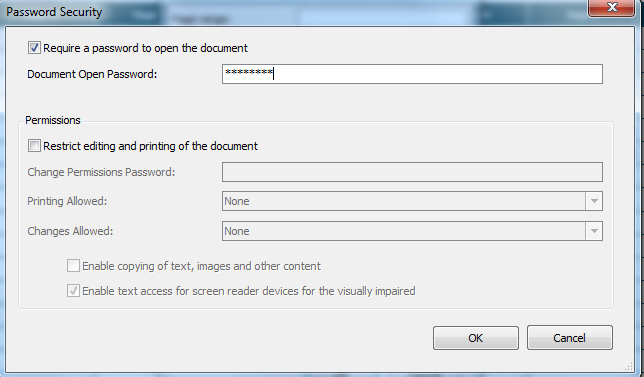 Password Security
Require a password to open the document
Document Open Password: ********
Permissions
Restrict editing and printing of the document
Change Permissions Password:
Printing Allowed: None
Changes Allowed: None
Enable copying of text, images and other content
Enable text access for screen reader devices for the visually impaired
OK Cancel